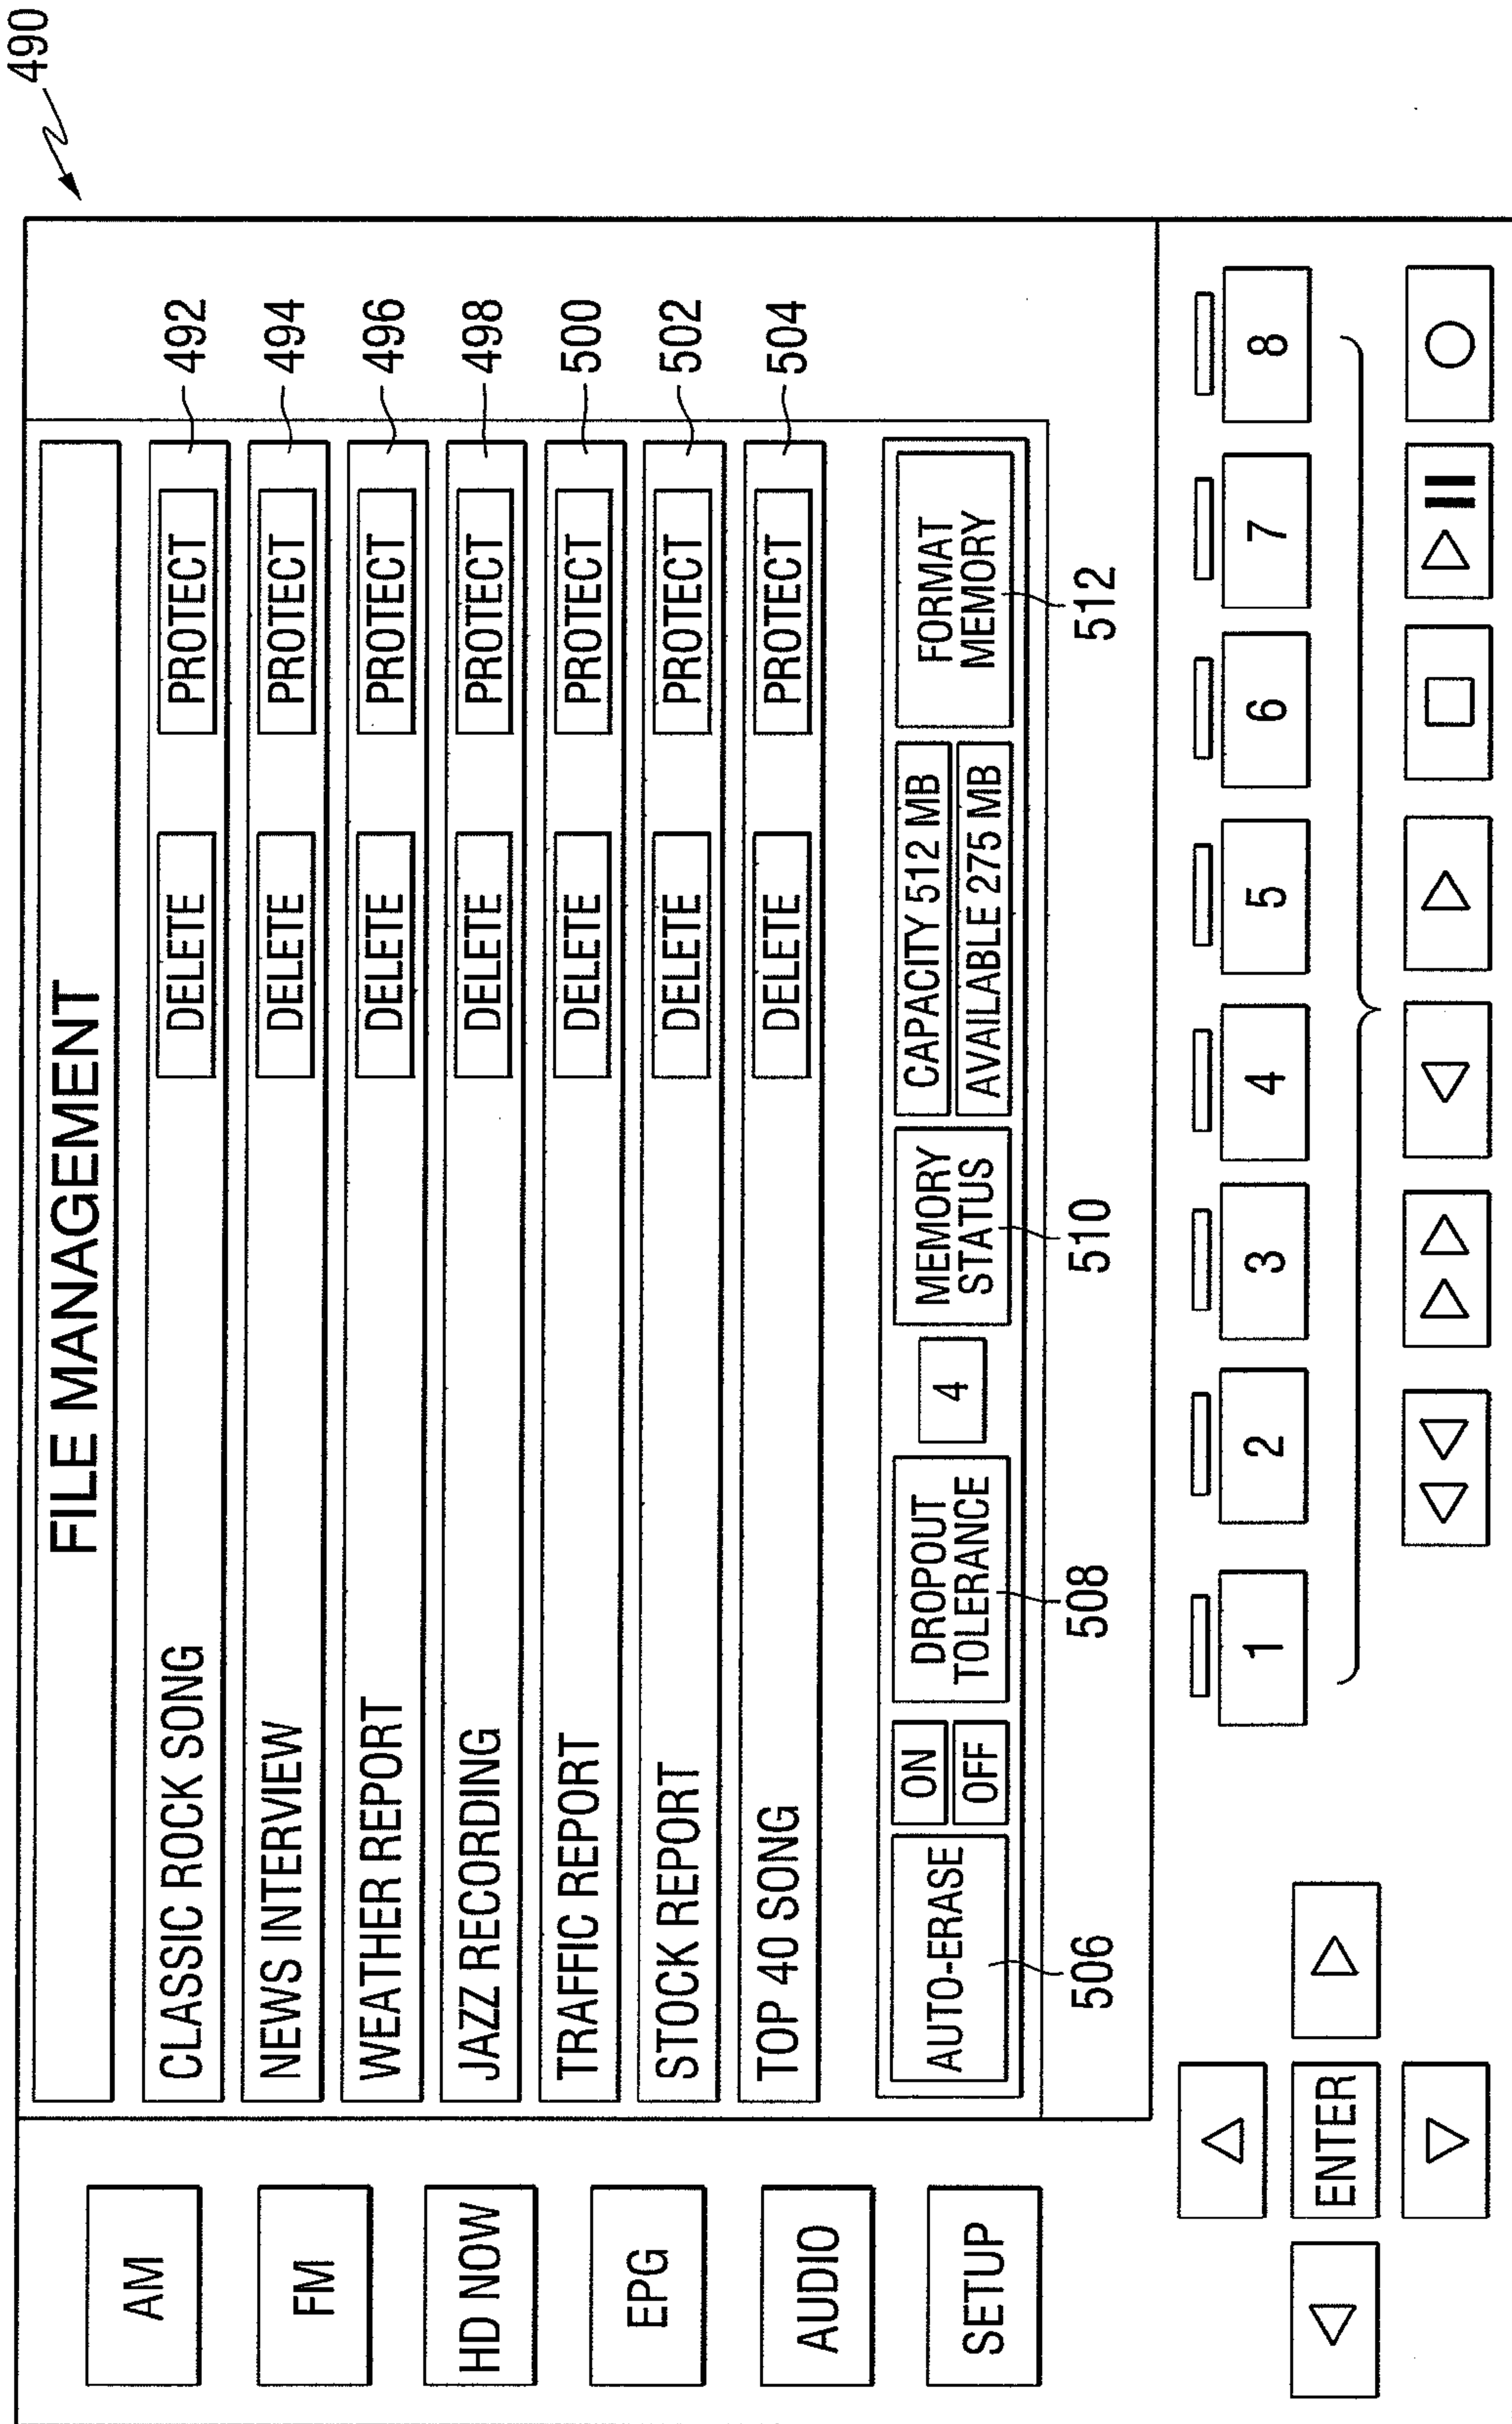 490
FILE MANAGEMENT
CLASSIC ROCK SONG DELETE PROTECT 492
NEWS INTERVIEW DELETE PROTECT 494
WEATHER REPORT DELETE PROTECT 496
JAZZ RECORDING DELETE PROTECT 498
TRAFFIC REPORT DELETE PROTECT 500
STOCK REPORT DELETE PROTECT 502
TOP 40 SONG DELETE PROTECT 504
AUTO-ERASE
ON
OFF
DROPOUT
TOLERANCE
4
MEMORY
STATUS
CAPACITY 512 MB
AVAILABLE 275 MB
FORMAT
MEMORY
506 508 510 512
AM
FM
HD NOW
EPG
AUDIO
SETUP
1 2 3 4 5 6 7 8
ENTER